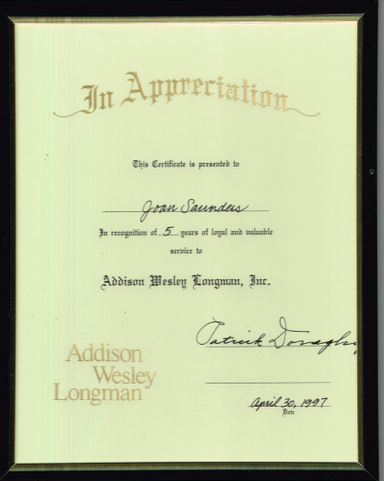 In Appreciation
This Certificate is presented to
Joan Saunders
In recognition of 5 years of loyal and valuable
service to
Addison Wesley Longman, Inc.
Patrick Donaghy
Addison
Wesley
Longman
April 30, 1997
Date